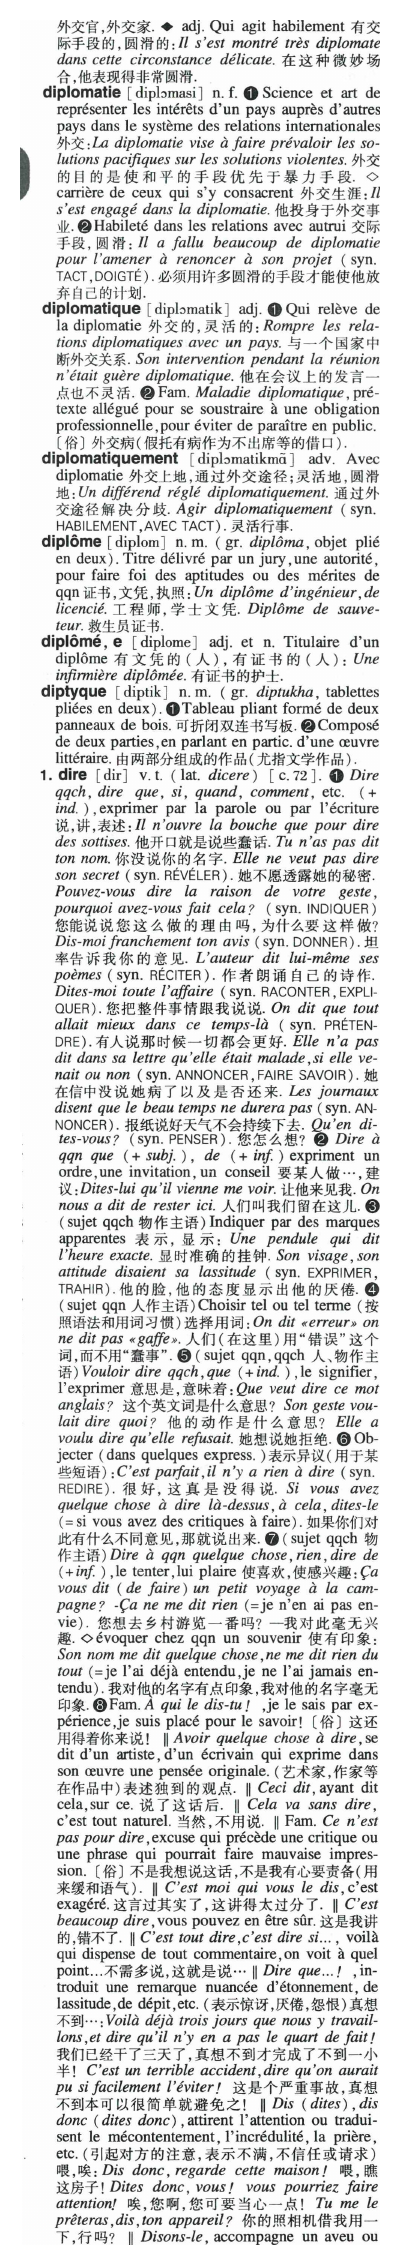 外交官,外交家. ◆ adj. Qui agit habilement 有交
际手段的,圆滑的: Il s'est montré très diplomate
dans cette circonstance délicate. 在这种微妙场
合,他表现得非常圆滑.
diplomatie [diplɔmasi] n. f. ❶ Science et art de
représenter les intérêts d'un pays auprès d'autres
pays dans le système des relations internationales
外交:La diplomatie vise à faire prévaloir les so-
lutions pacifiques sur les solutions violentes. 外交
的目的是使和平的手段优先于暴力手段. ◇
carrière de ceux qui s'y consacrent 外交生涯:Il
s'est engagé dans la diplomatie. 他投身于外交事
业. ❷ Habileté dans les relations avec autrui 交际
手段,圆滑: Il a fallu beaucoup de diplomatie
pour l'amener à renoncer à son projet (syn.
TACT,DOIGTÉ). 必须用许多圆滑的手段才能使他放
弃自己的计划.
diplomatique [diplɔmatik] adj. ❶ Qui relève de
la diplomatie 外交的,灵活的: Rompre les rela-
tions diplomatiques avec un pays. 与一个国家中
断外交关系. Son intervention pendant la réunion
n'était guère diplomatique. 他在会议上的发言一
点也不灵活. ❷ Fam. Maladie diplomatique, pré-
texte allégué pour se soustraire à une obligation
professionnelle,pour éviter de paraître en public.
〔俗〕外交病(假托有病作为不出席等的借口).
diplomatiquement [diplɔmatikmɑ̃] adv. Avec
diplomatie 外交上地,通过外交途径;灵活地,圆滑
地:Un différend réglé diplomatiquement. 通过外
交途径解决分歧. Agir diplomatiquement (syn.
HABILEMENT,AVEC TACT). 灵活行事.
diplôme [diplom] n. m. ( gr. diplôma, objet plié
en deux). Titre délivré par un jury,une autorité,
pour faire foi des aptitudes ou des mérites de
qqn 证书,文凭,执照:Un diplôme d'ingénieur,de
licencié. 工程师,学士文凭. Diplôme de sauve-
teur. 救生员证书.
diplômé, e [diplome] adj. et n. Titulaire d'un
diplôme 有文凭的(人),有证书的(人): Une
infirmière diplômée. 有证书的护士.
diptyque [diptik] n. m. ( gr. diptukha, tablettes
pliées en deux). ❶Tableau pliant formé de deux
panneaux de bois. 可折闭双连书写板. ❷Composé
de deux parties,en parlant en partic. d'une œuvre
littéraire. 由两部分组成的作品(尤指文学作品).
1. dire [dir] v. t. (lat. dicere) [c. 72]. ❶ Dire
qqch, dire que, si, quand, comment, etc. (+
ind. ),exprimer par la parole ou par l'écriture
说,讲,表述: Il n'ouvre la bouche que pour dire
des sottises. 他开口就是说些蠢话. Tu n'as pas dit
ton nom. 你没说你的名字. Elle ne veut pas dire
son secret (syn. RÉVÉLER). 她不愿透露她的秘密.
Pouvez-vous dire la raison de votre geste,
pourquoi avez-vous fait cela? (syn. INDIQUER)
您能说说您这么做的理由吗,为什么要这样做?
Dis-moi franchement ton avis (syn. DONNER). 坦
率告诉我你的意见. L'auteur dit lui-même ses
poèmes (syn. RÉCITER). 作者朗诵自己的诗作.
Dites-moi toute l'affaire (syn. RACONTER, EXPLI-
QUER). 您把整件事情跟我说说. On dit que tout
allait mieux dans ce temps-là (syn. PRÉTEN-
DRE). 有人说那时候一切都会更好. Elle n'a pas
dit dans sa lettre qu'elle était malade,si elle ve-
nait ou non (syn. ANNONCER, FAIRE SAVOIR). 她
在信中没说她病了以及是否还来. Les journaux
disent que le beau temps ne durera pas (syn. AN-
NONCER). 报纸说好天气不会持续下去. Qu'en di-
tes-vous? (syn. PENSER). 您怎么想? ❷ Dire à
qqn que (+ subj. ), de (+ inf. ) expriment un
ordre,une invitation, un conseil 要某人做…,建
议:Dites-lui qu'il vienne me voir. 让他来见我. On
nous a dit de rester ici. 人们叫我们留在这儿. ❸
(sujet qqch 物作主语) Indiquer par des marques
apparentes 表示, 显示: Une pendule qui dit
l'heure exacte. 显时准确的挂钟. Son visage, son
attitude disaient sa lassitude (syn. EXPRIMER,
TRAHIR). 他的脸,他的态度显示出他的厌倦. ❹
(sujet qqn 人作主语) Choisir tel ou tel terme (按
照语法和用词习惯)选择用词: On dit «erreur» on
ne dit pas «gaffe». 人们(在这里)用“错误”这个
词,而不用“蠢事”. ❺ (sujet qqn,qqch 人、物作主
语) Vouloir dire qqch,que (+ind. ),le signifier,
l'exprimer 意思是,意味着: Que veut dire ce mot
anglais? 这个英文词是什么意思? Son geste vou-
lait dire quoi? 他的动作是什么意思? Elle a
voulu dire qu'elle refusait. 她想说她拒绝. ❻ Ob-
jecter (dans quelques express. )表示异议(用于某
些短语):C'est parfait,il n'y a rien à dire (syn.
REDIRE). 很好,这真是没得说. Si vous avez
quelque chose à dire là-dessus,à cela, dites-le
(= si vous avez des critiques à faire). 如果你们对
此有什么不同意见,那就说出来. ❼ (sujet qqch 物
作主语) Dire à qqn quelque chose, rien, dire de
(+inf. ),le tenter,lui plaire 使喜欢,使感兴趣:Ça
vous dit (de faire) un petit voyage à la cam-
pagne? -Ça ne me dit rien (= je n'en ai pas en-
vie). 您想去乡村游览一番吗? —我对此毫无兴
趣. ◇évoquer chez qqn un souvenir 使有印象:
Son nom me dit quelque chose,ne me dit rien du
tout (= je l'ai déjà entendu,je ne l'ai jamais en-
tendu). 我对他的名字有点印象,我对他的名字毫无
印象. ❽Fam. A qui le dis-tu! ,je le sais par ex-
périence,je suis placé pour le savoir! 〔俗〕这还
用得着你来说! ‖ Avoir quelque chose à dire, se
dit d'un artiste,d'un écrivain qui exprime dans
son œuvre une pensée originale. (艺术家,作家等
在作品中)表述独到的观点. ‖ Ceci dit, ayant dit
cela,sur ce. 说了这话后. ‖ Cela va sans dire,
c'est tout naturel. 当然,不用说. ‖ Fam. Ce n'est
pas pour dire,excuse qui précède une critique ou
une phrase qui pourrait faire mauvaise impres-
sion. 〔俗〕不是我想说这话,不是我有心要责备(用
来缓和语气). ‖ C'est moi qui vous le dis,c'est
exagéré. 这言过其实了,这讲得太过分了. ‖ C'est
beaucoup dire,vous pouvez en être sûr. 这是我讲
的,错不了. ‖ C'est tout dire,c'est dire si…, voilà
qui dispense de tout commentaire,on voit à quel
point…不需多说,这就是说… ‖ Dire que…! ,in-
troduit une remarque nuancée d'étonnement, de
lassitude,de dépit,etc. (表示惊讶,厌倦,怨恨)真想
不到…:Voilà déjà trois jours que nous y travail-
lons,et dire qu'il n'y en a pas le quart de fait!
我们已经干了三天了,真想不到才完成了不到一小
半! C'est un terrible accident,dire qu'on aurait
pu si facilement l'éviter! 这是个严重事故,真想
不到本可以很简单就避免之! ‖ Dis (dites), dis
donc (dites donc),attirent l'attention ou tradui-
sent le mécontentement, l'incrédulité, la prière,
etc. (引起对方的注意,表示不满,不信任或请求)
喂,唉: Dis donc, regarde cette maison! 喂,瞧
这房子! Dites donc, vous! vous pourriez faire
attention! 唉,您啊,您可要当心一点! Tu me le
prêteras,dis,ton appareil? 你的照相机借我用一
下,行吗? ‖ Disons-le, accompagne un aveu ou